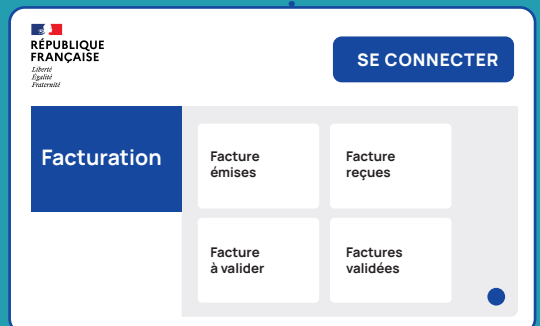 RÉPUBLIQUE
FRANÇAISE
Liberté
Égalité
Fraternité
SE CONNECTER
Facturation
Facture
émises
Facture
reçues
Facture
à valider
Factures
validées